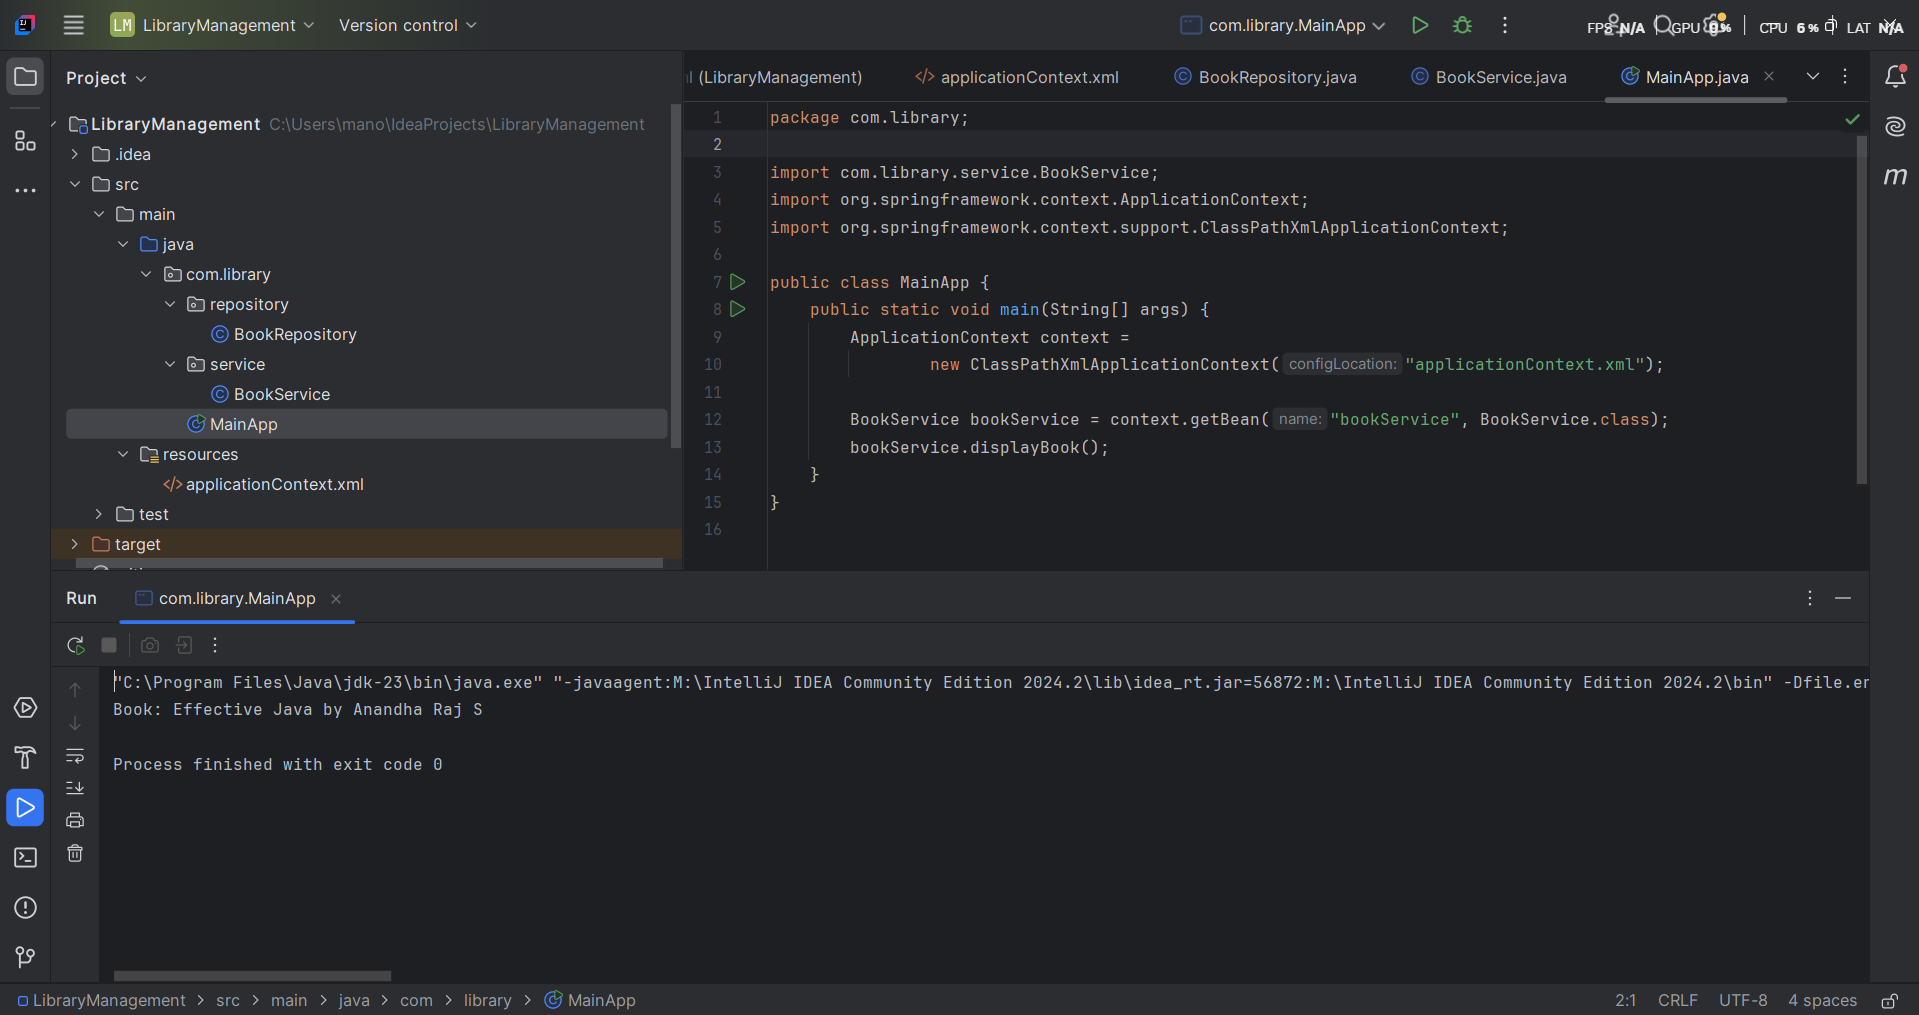 LM LibraryManagement Version control com.library.MainApp FPS N/A GPU 0% CPU 6% LAT N/A
Project
l (LibraryManagement) applicationContext.xml BookRepository.java BookService.java MainApp.java
LibraryManagement C:\Users\mano\IdeaProjects\LibraryManagement
.idea
src
main
java
com.library
repository
BookRepository
service
BookService
MainApp
resources
applicationContext.xml
test
target
1 package com.library;
2
3 import com.library.service.BookService;
4 import org.springframework.context.ApplicationContext;
5 import org.springframework.context.support.ClassPathXmlApplicationContext;
6
7 public class MainApp {
8 public static void main(String[] args) {
9 ApplicationContext context =
10 new ClassPathXmlApplicationContext( configLocation: "applicationContext.xml");
11
12 BookService bookService = context.getBean( name: "bookService", BookService.class);
13 bookService.displayBook();
14 }
15 }
16
m
Run com.library.MainApp
"C:\Program Files\Java\jdk-23\bin\java.exe" "-javaagent:M:\IntelliJ IDEA Community Edition 2024.2\lib\idea_rt.jar=56872:M:\IntelliJ IDEA Community Edition 2024.2\bin" -Dfile.en
Book: Effective Java by Anandha Raj S
Process finished with exit code 0
LibraryManagement > src > main > java > com > library > MainApp 2:1 CRLF UTF-8 4 spaces